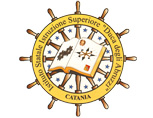 Istituto Statale Istruzione Superiore "Duca degli Abruzzi"
CATANIA